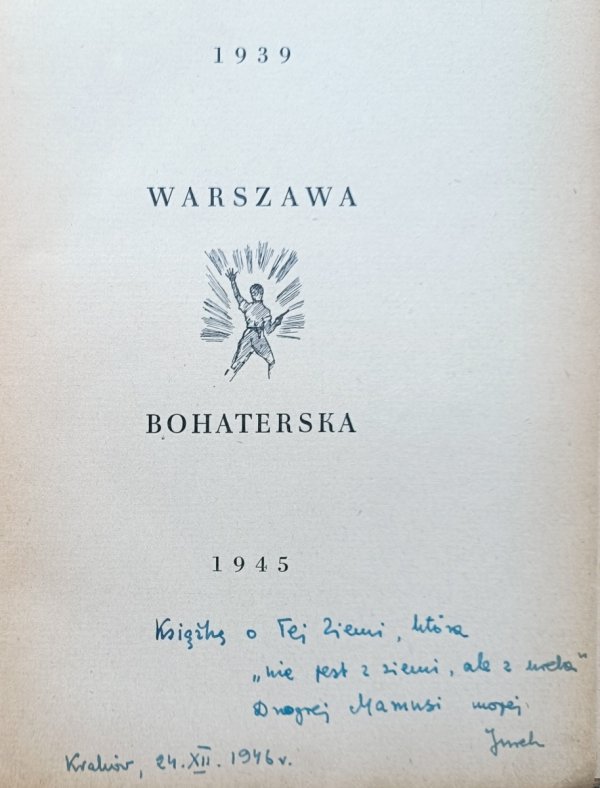 1939
WARSZAWA
BOHATERSKA
1945
Książkę o Tej Ziemi, która
„nie jest z ziemi, ale z nieba"
Drogiej Mamusi mojej.
Jurek
Kraków, 24.XII.1946 r.